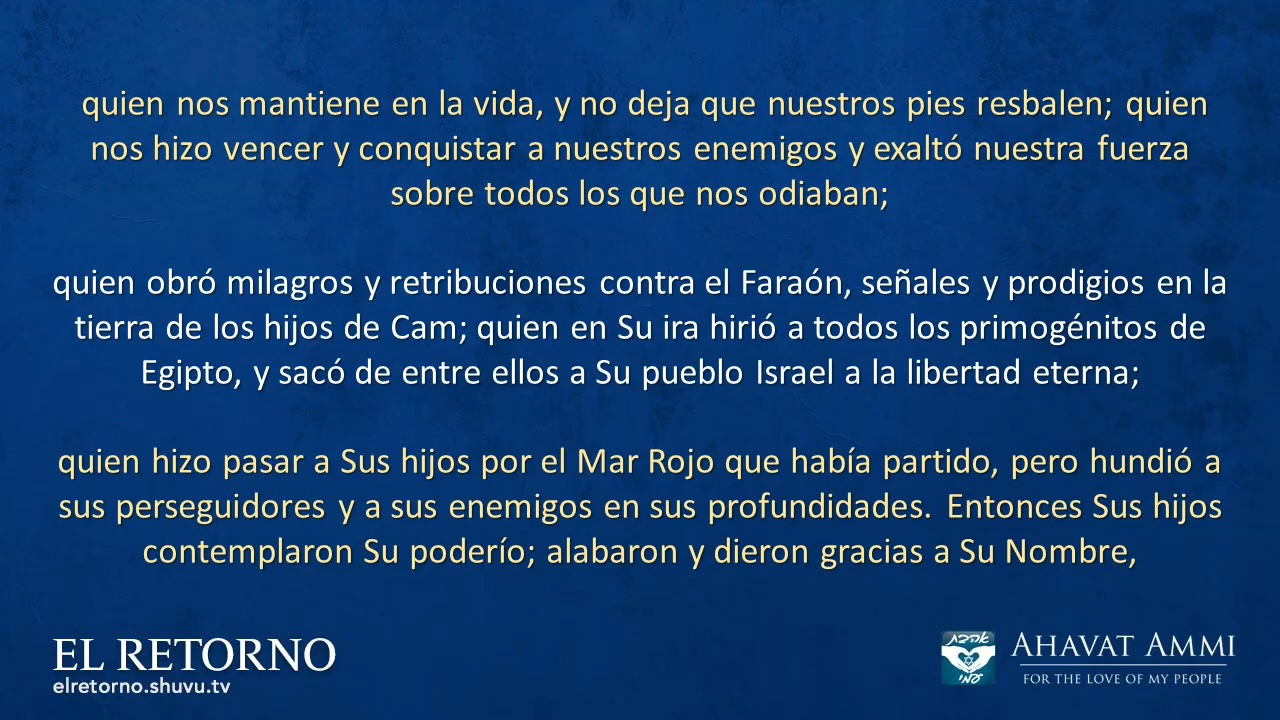 quien nos mantiene en la vida, y no deja que nuestros pies resbalen; quien
nos hizo vencer y conquistar a nuestros enemigos y exaltó nuestra fuerza
sobre todos los que nos odiaban;
quien obró milagros y retribuciones contra el Faraón, señales y prodigios en la
tierra de los hijos de Cam; quien en Su ira hirió a todos los primogénitos de
Egipto, y sacó de entre ellos a Su pueblo Israel a la libertad eterna;
quien hizo pasar a Sus hijos por el Mar Rojo que había partido, pero hundió a
sus perseguidores y a sus enemigos en sus profundidades. Entonces Sus hijos
contemplaron Su poderío; alabaron y dieron gracias a Su Nombre,
EL RETORNO
elretorno.shuvu.tv
אהבת
עמי
AHAVAT AMMI
FOR THE LOVE OF MY PEOPLE